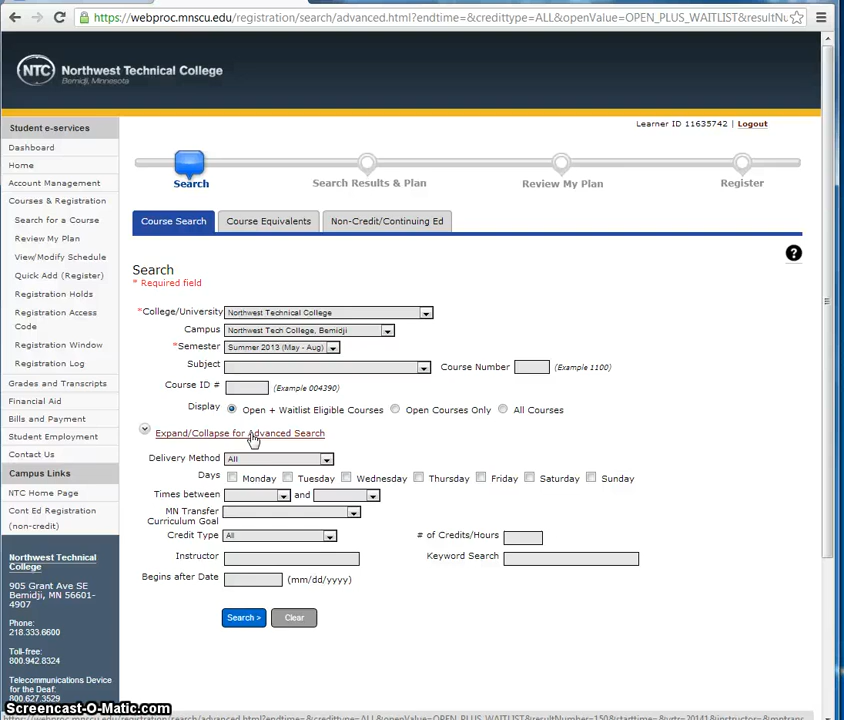 https://webproc.mnscu.edu/registration/search/advanced.html?endtime=&credittype=ALL&openValue=OPEN_PLUS_WAITLIST&resultNu
NTC Northwest Technical College
Bemidji, Minnesota
Learner ID 11635742 | Logout
Student e-services
Dashboard
Home
Account Management
Courses & Registration
Search for a Course
Review My Plan
View/Modify Schedule
Quick Add (Register)
Registration Holds
Registration Access
Code
Registration Window
Registration Log
Grades and Transcripts
Financial Aid
Bills and Payment
Student Employment
Contact Us
Campus Links
NTC Home Page
Cont Ed Registration
(non-credit)
Northwest Technical
College
905 Grant Ave SE
Bemidji, MN 56601-
4907
Phone:
218.333.6600
Toll-free:
800.942.8324
Telecommunications Device
for the Deaf:
800.627.3529
Search
Search Results & Plan
Review My Plan
Register
Course Search
Course Equivalents
Non-Credit/Continuing Ed
?
Search
* Required field
*College/University Northwest Technical College
Campus Northwest Tech College, Bemidji
*Semester Summer 2013 (May - Aug)
Subject Course Number (Example 1100)
Course ID # (Example 004390)
Display Open + Waitlist Eligible Courses Open Courses Only All Courses
Expand/Collapse for Advanced Search
Delivery Method All
Days Monday Tuesday Wednesday Thursday Friday Saturday Sunday
Times between and
MN Transfer
Curriculum Goal
Credit Type All # of Credits/Hours
Instructor Keyword Search
Begins after Date (mm/dd/yyyy)
Search > Clear
Screencast-O-Matic.com